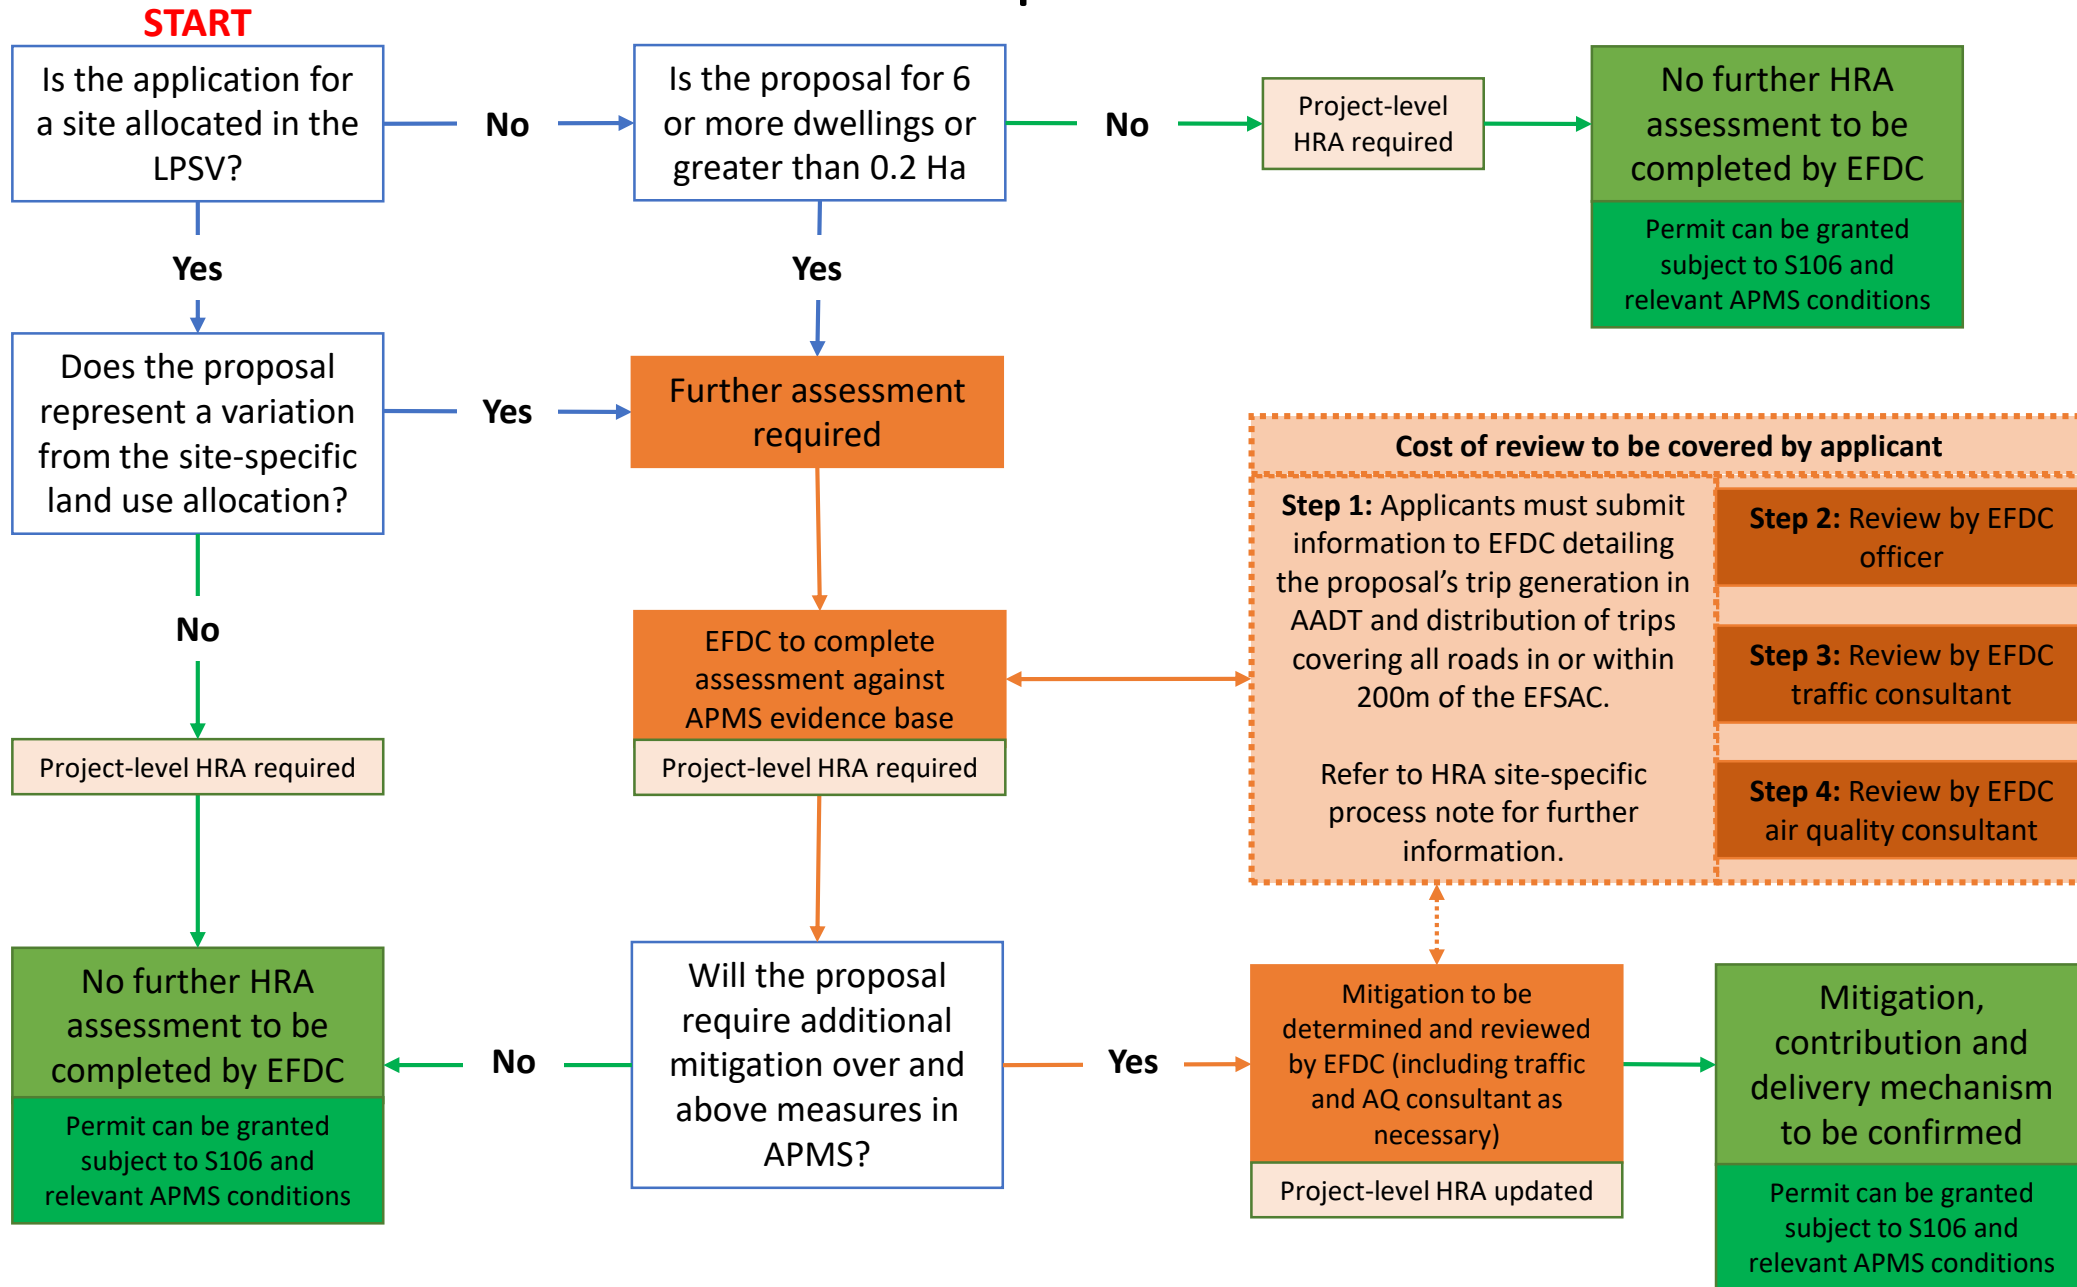 START
Is the application for
a site allocated in the
LPSV?
No
Is the proposal for 6
or more dwellings or
greater than 0.2 Ha
No
Project-level
HRA required
No further HRA
assessment to be
completed by EFDC
Permit can be granted
subject to S106 and
relevant APMS conditions
Yes
Yes
Does the proposal
represent a variation
from the site-specific
land use allocation?
Yes
Further assessment
required
Cost of review to be covered by applicant
Step 1: Applicants must submit
information to EFDC detailing
the proposal's trip generation in
AADT and distribution of trips
covering all roads in or within
200m of the EFSAC.
Refer to HRA site-specific
process note for further
information.
Step 2: Review by EFDC
officer
Step 3: Review by EFDC
traffic consultant
Step 4: Review by EFDC
air quality consultant
No
EFDC to complete
assessment against
APMS evidence base
Project-level HRA required
Project-level HRA required
No further HRA
assessment to be
completed by EFDC
Permit can be granted
subject to S106 and
relevant APMS conditions
No
Will the proposal
require additional
mitigation over and
above measures in
APMS?
Yes
Mitigation to be
determined and reviewed
by EFDC (including traffic
and AQ consultant as
necessary)
Project-level HRA updated
Mitigation,
contribution and
delivery mechanism
to be confirmed
Permit can be granted
subject to S106 and
relevant APMS conditions